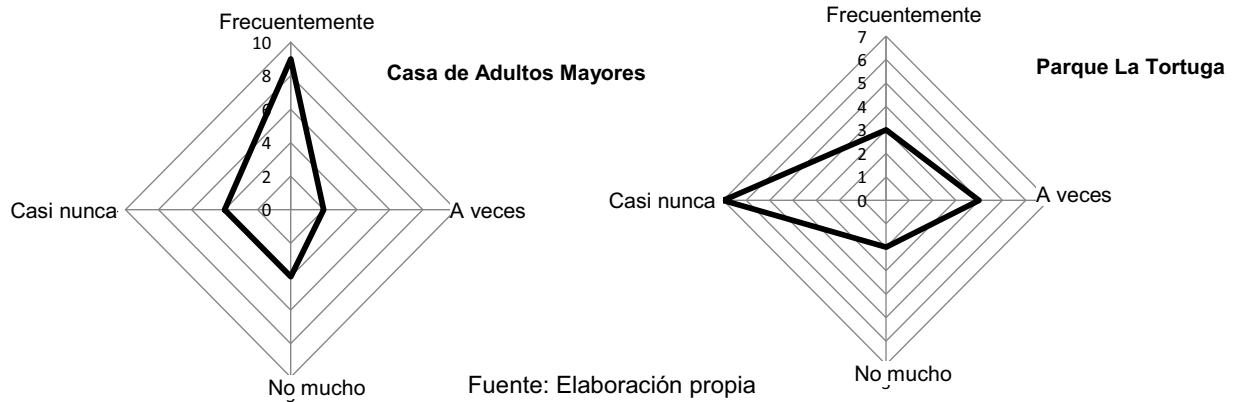 Frecuentemente
10
8
6
4
2
0
Casa de Adultos Mayores
Casi nunca
A veces
No mucho
Frecuentemente
7
6
5
4
3
2
1
0
Parque La Tortuga
Casi nunca
A veces
No mucho
Fuente: Elaboración propia